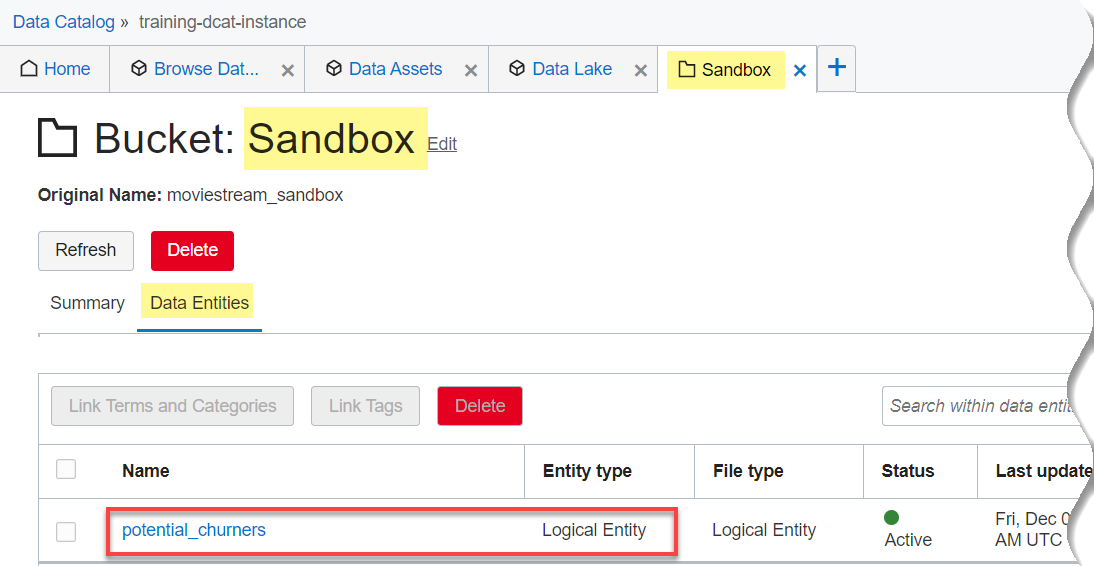 Data Catalog » training-dcat-instance
Home Browse Dat... Data Assets Data Lake Sandbox
Bucket: Sandbox Edit
Original Name: moviestream_sandbox
Refresh Delete
Summary Data Entities
Link Terms and Categories Link Tags Delete Search within data
Name Entity type File type Status Last update
potential_churners Logical Entity Logical Entity Fri, Dec
Active AM UTC